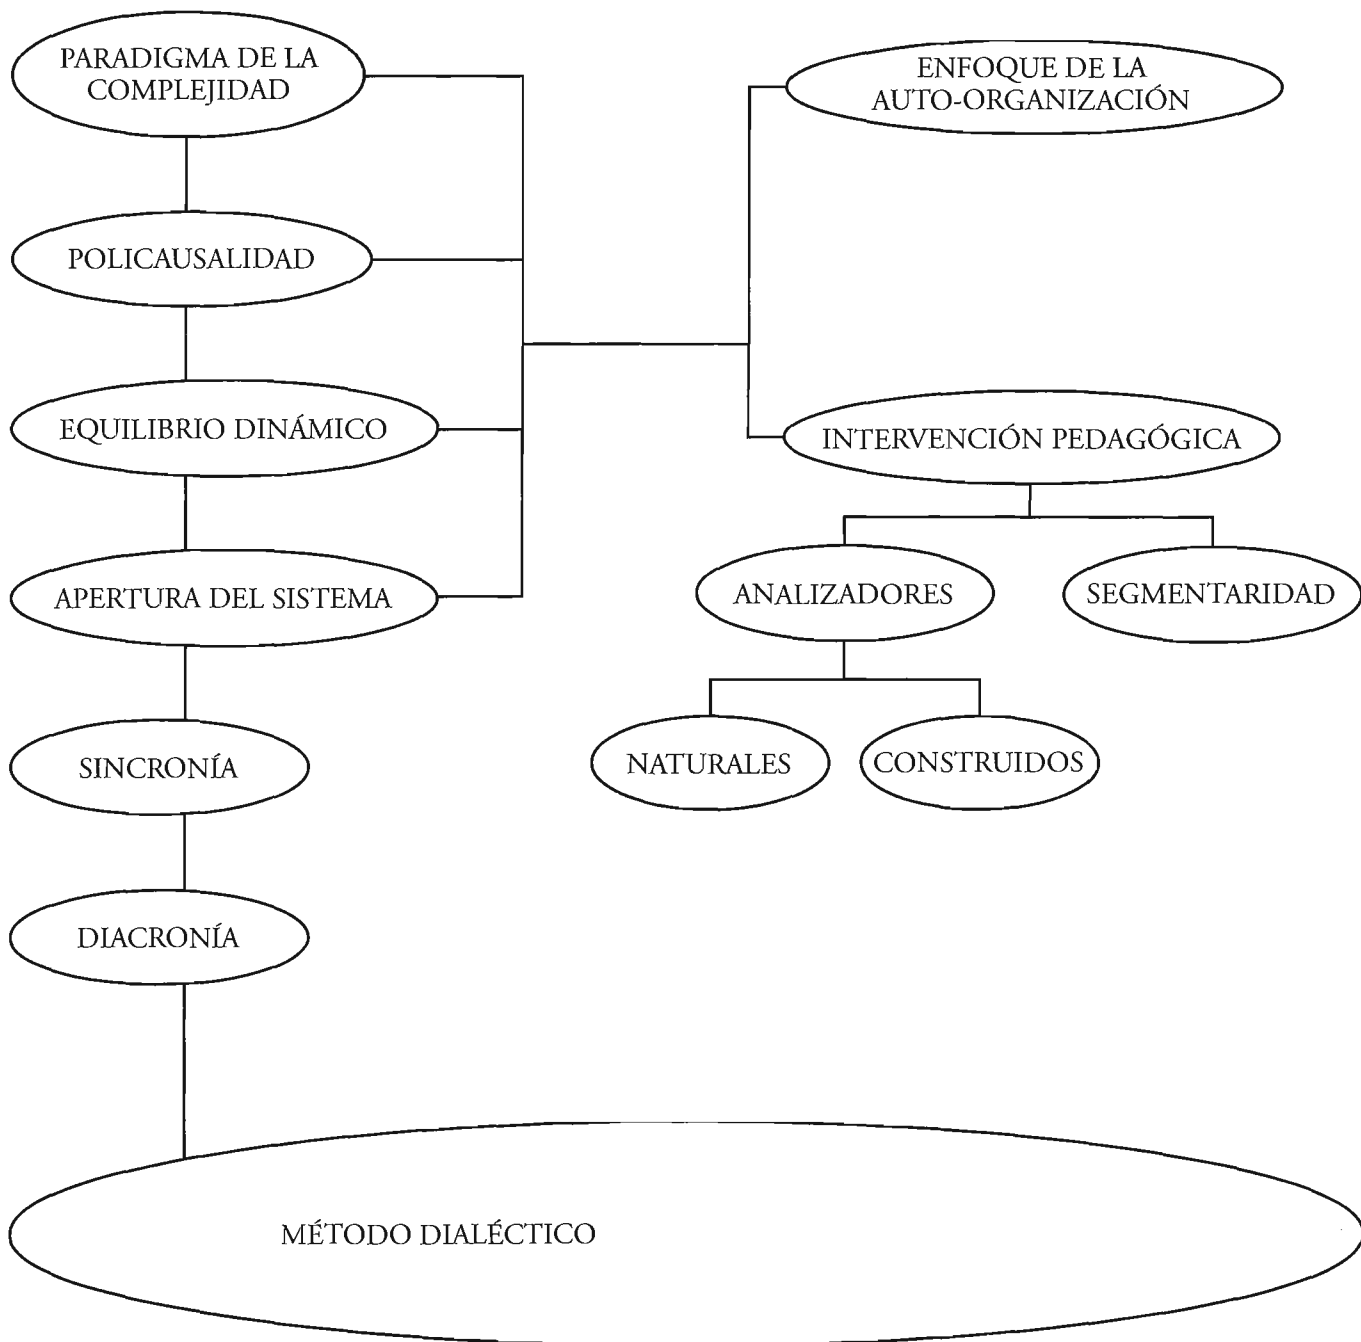 PARADIGMA DE LA
COMPLEJIDAD
ENFOQUE DE LA
AUTO-ORGANIZACIÓN
POLICAUSALIDAD
EQUILIBRIO DINÁMICO
INTERVENCIÓN PEDAGÓGICA
APERTURA DEL SISTEMA
ANALIZADORES
SEGMENTARIDAD
SINCRONÍA
NATURALES
CONSTRUIDOS
DIACRONÍA
MÉTODO DIALÉCTICO